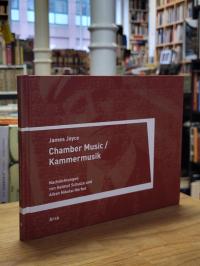 James Joyce
Chamber Music /
Kammermusik
Nachdichtungen
von Helmut Schulze und
Alban Nikolai Herbst
Arco